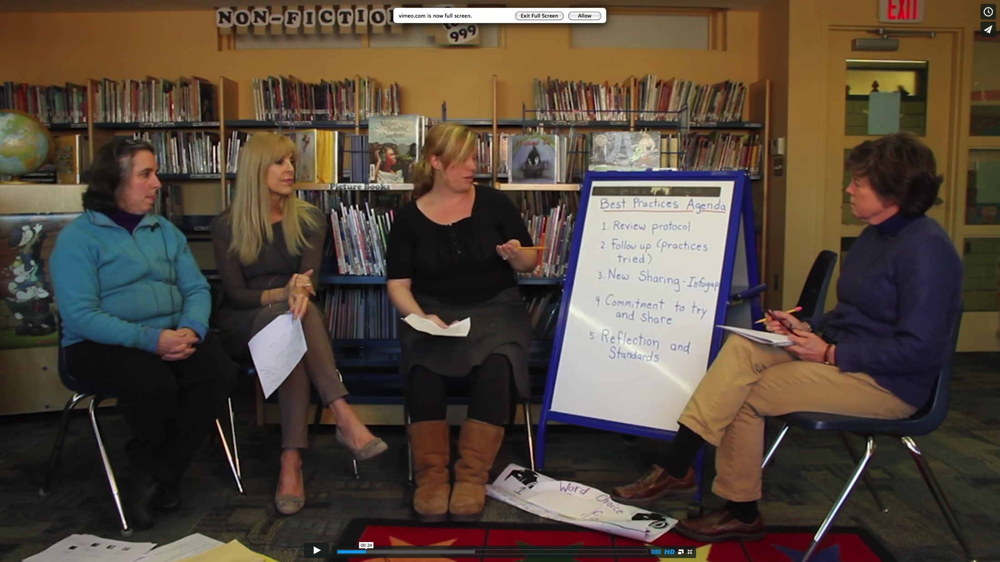 NON-FICTION
999
EXIT
vimeo.com is now full screen.
Exit Full Screen
Allow
Picture Books
Best Practices Agenda
1. Review protocol
2. Follow up (practices
tried)
3. New Sharing - Infogap
4. Commitment to try
and share
5. Reflection and
Standards
1
Word Choice
00:24
HD